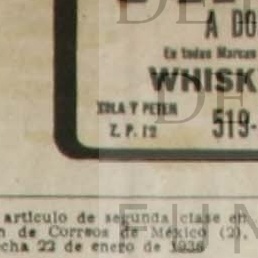 A DO
En todas Marcas
WHISK
XOLA Y PETEN
Z. P. 12
519-
artículo de segunda clase en
n de Correos de México (2),
cha 22 de enero de 1936